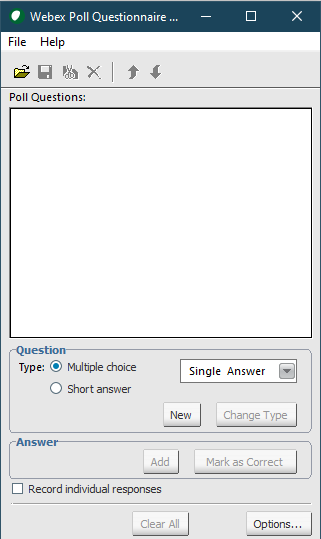 Webex Poll Questionnaire ...
File Help
Poll Questions:
Question
Type: Multiple choice Single Answer
Short answer
New Change Type
Answer
Add Mark as Correct
Record individual responses
Clear All Options...